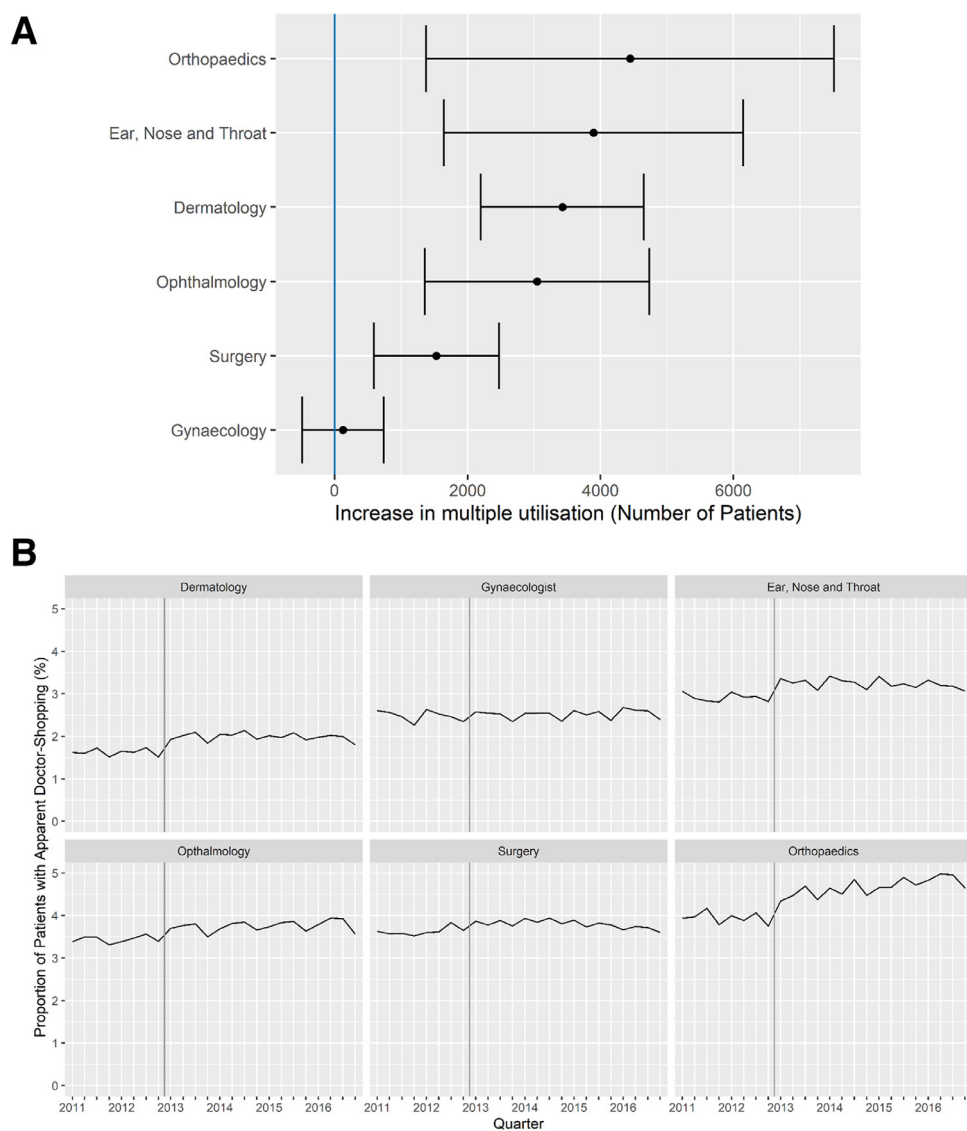 A
Orthopaedics
Ear, Nose and Throat
Dermatology
Ophthalmology
Surgery
Gynaecology
0 2000 4000 6000
Increase in multiple utilisation (Number of Patients)
B
Proportion of Patients with Apparent Doctor-Shopping (%)
Dermatology Gynaecologist Ear, Nose and Throat
5
4
3
2
1
0
Opthalmology Surgery Orthopaedics
5
4
3
2
1
0
2011 2012 2013 2014 2015 2016 2011 2012 2013 2014 2015 2016 2011 2012 2013 2014 2015 2016
Quarter